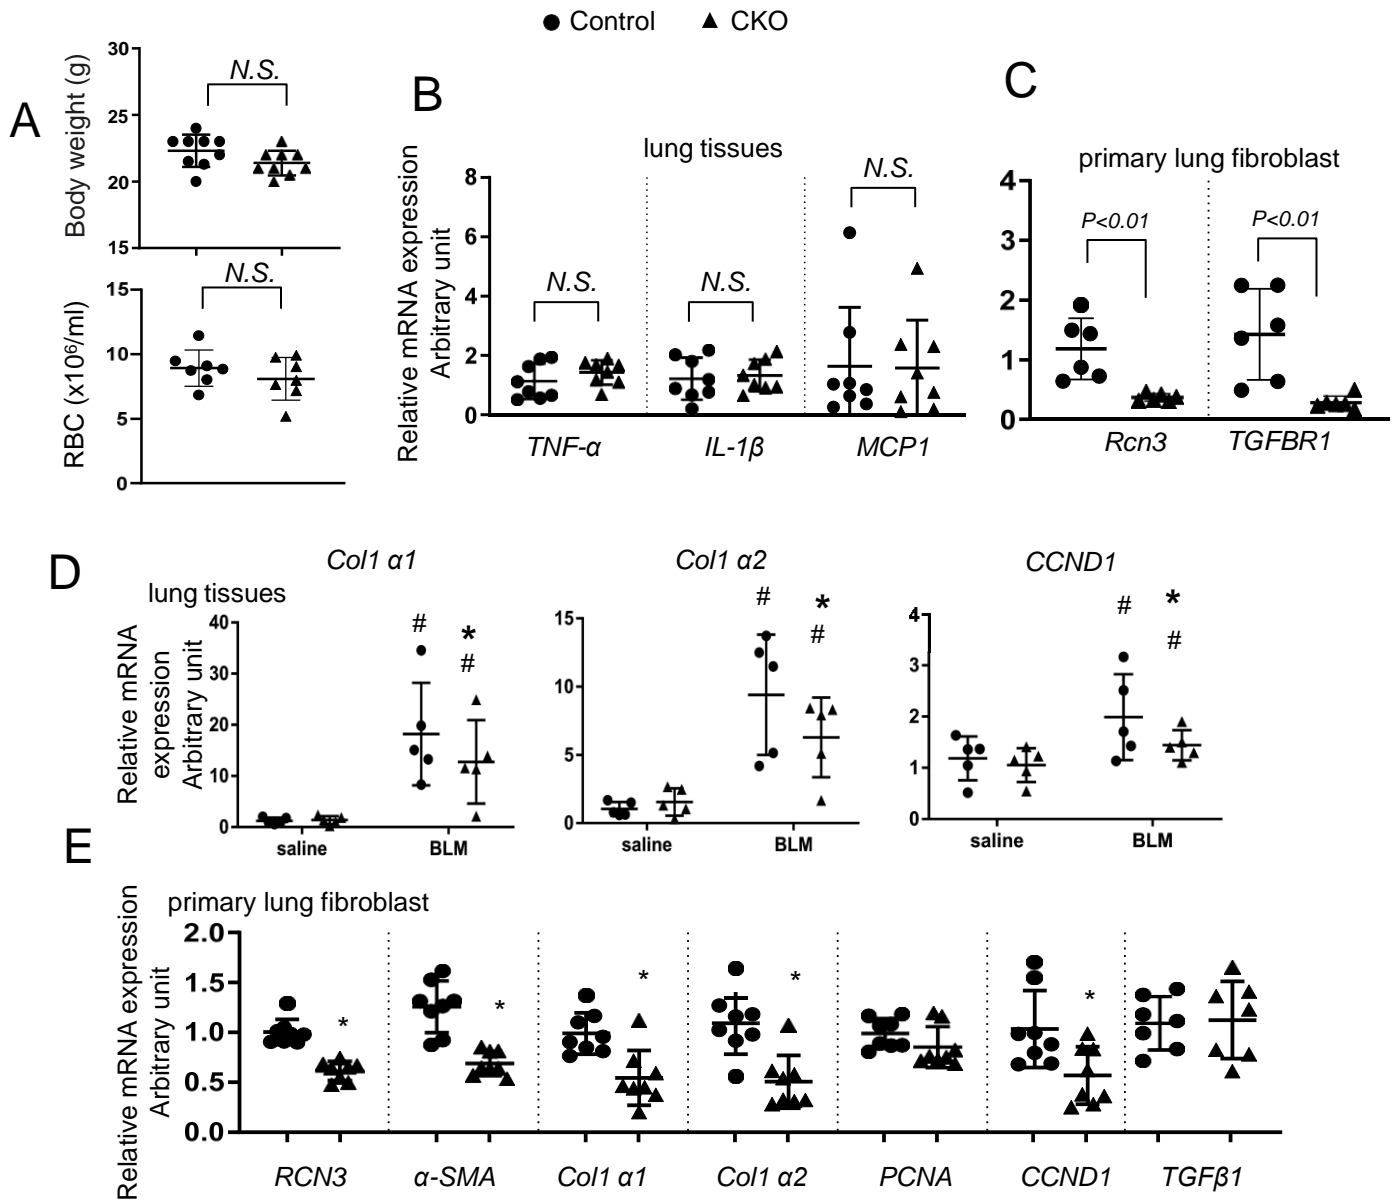 Control CKO
A
Body weight (g)
30
25
20
15
N.S.
RBC (x10⁶/ml)
15
10
5
0
N.S.
B
lung tissues
Relative mRNA expression
Arbitrary unit
8
6
4
2
0
N.S.
N.S.
N.S.
TNF-α IL-1β MCP1
C
primary lung fibroblast
4
3
2
1
0
P<0.01
P<0.01
Rcn3 TGFBR1
D
lung tissues
Relative mRNA
expression
Arbitrary unit
Col1 α1
40
30
20
10
0
#
*
#
saline BLM
Col1 α2
15
10
5
0
#
*
#
saline BLM
CCND1
4
3
2
1
0
#
*
#
saline BLM
E
primary lung fibroblast
Relative mRNA expression
Arbitrary unit
2.0
1.5
1.0
0.5
0.0
*
*
*
*
*
RCN3 α-SMA Col1 α1 Col1 α2 PCNA CCND1 TGFβ1